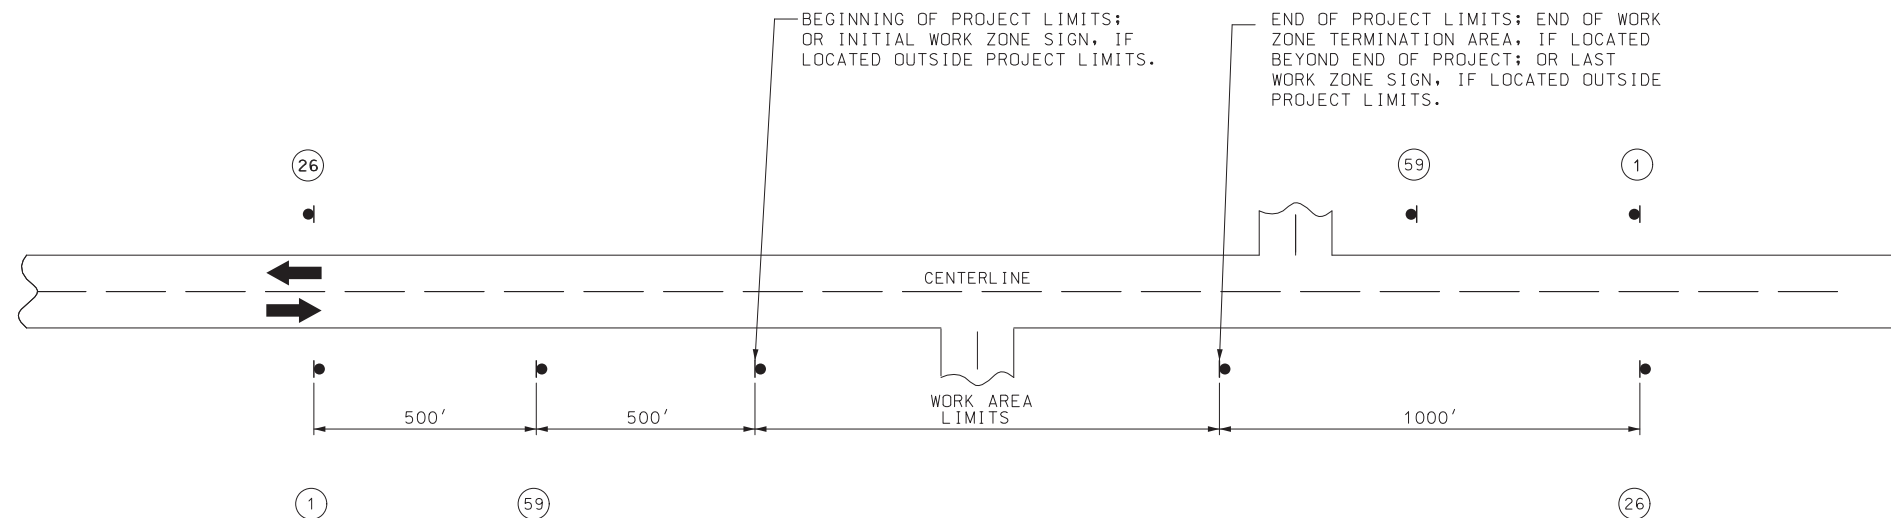 BEGINNING OF PROJECT LIMITS;
OR INITIAL WORK ZONE SIGN, IF
LOCATED OUTSIDE PROJECT LIMITS.
END OF PROJECT LIMITS; END OF WORK
ZONE TERMINATION AREA, IF LOCATED
BEYOND END OF PROJECT; OR LAST
WORK ZONE SIGN, IF LOCATED OUTSIDE
PROJECT LIMITS.
26
59
1
CENTERLINE
WORK AREA
LIMITS
500'
500'
1000'
1
59
26